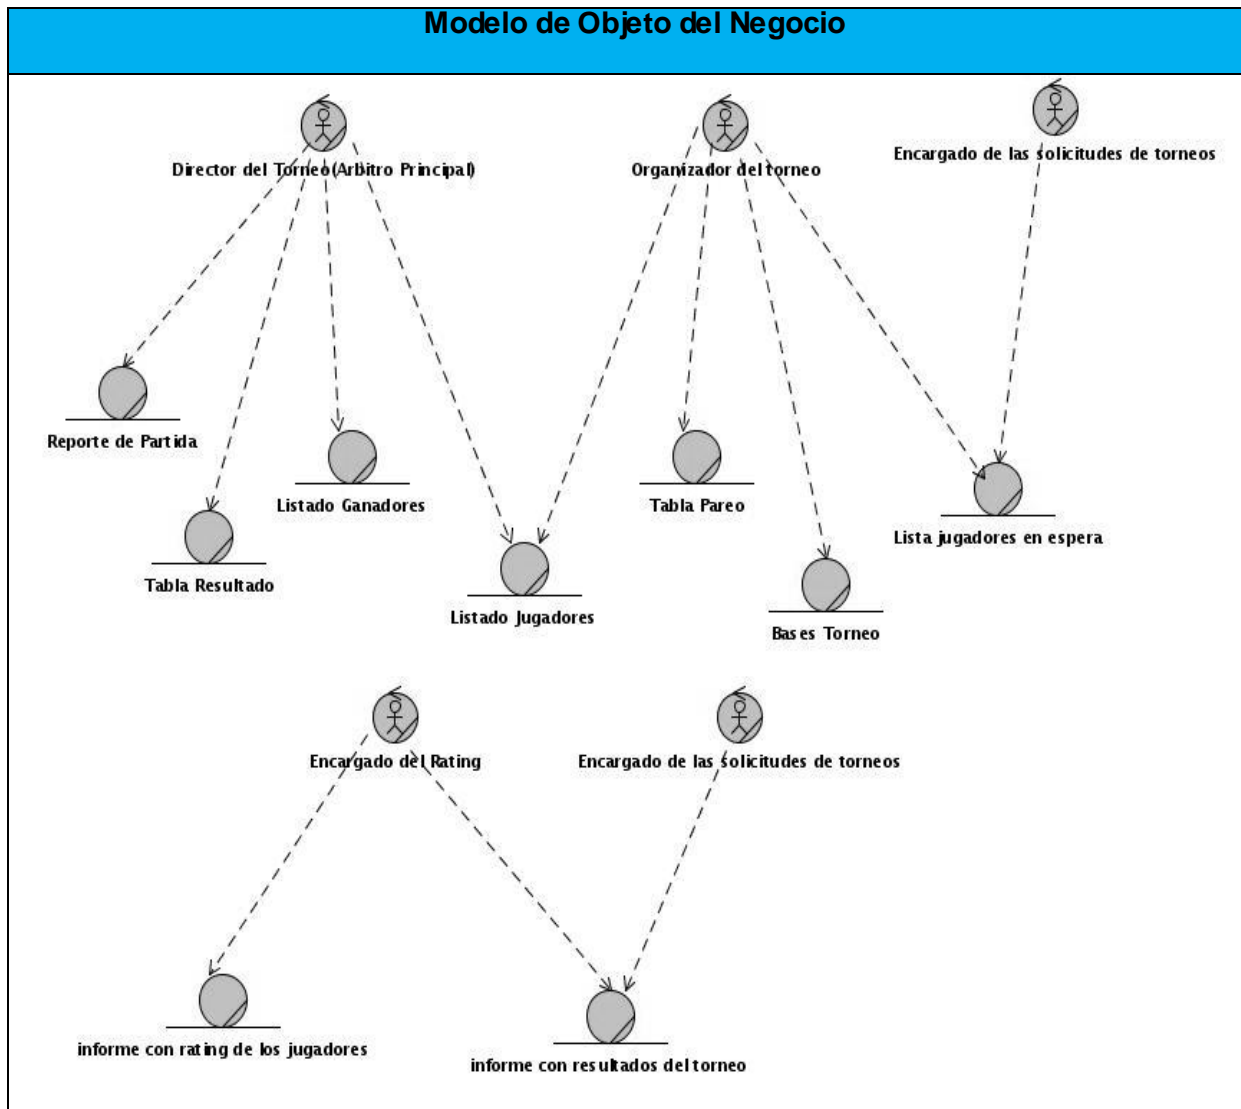 Modelo de Objeto del Negocio
Director del Torneo(Arbitro Principal)
Organizador del torneo
Encargado de las solicitudes de torneos
Reporte de Partida
Listado Ganadores
Tabla Pareo
Lista jugadores en espera
Tabla Resultado
Listado Jugadores
Bases Torneo
Encargado del Rating
Encargado de las solicitudes de torneos
informe con rating de los jugadores
informe con resultados del torneo